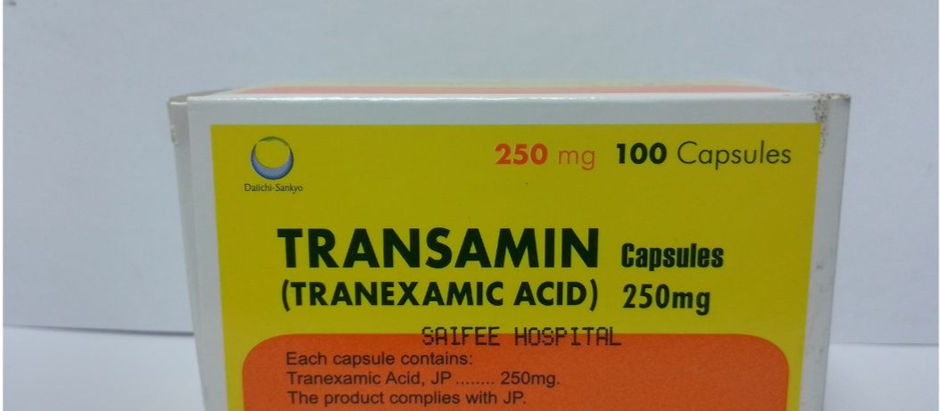 250 mg 100 Capsules
Daiichi-Sankyo
TRANSAMIN Capsules
(TRANEXAMIC ACID) 250mg
SAIFEE HOSPITAL
Each capsule contains:
Tranexamic Acid, JP ........ 250mg.
The product complies with JP.